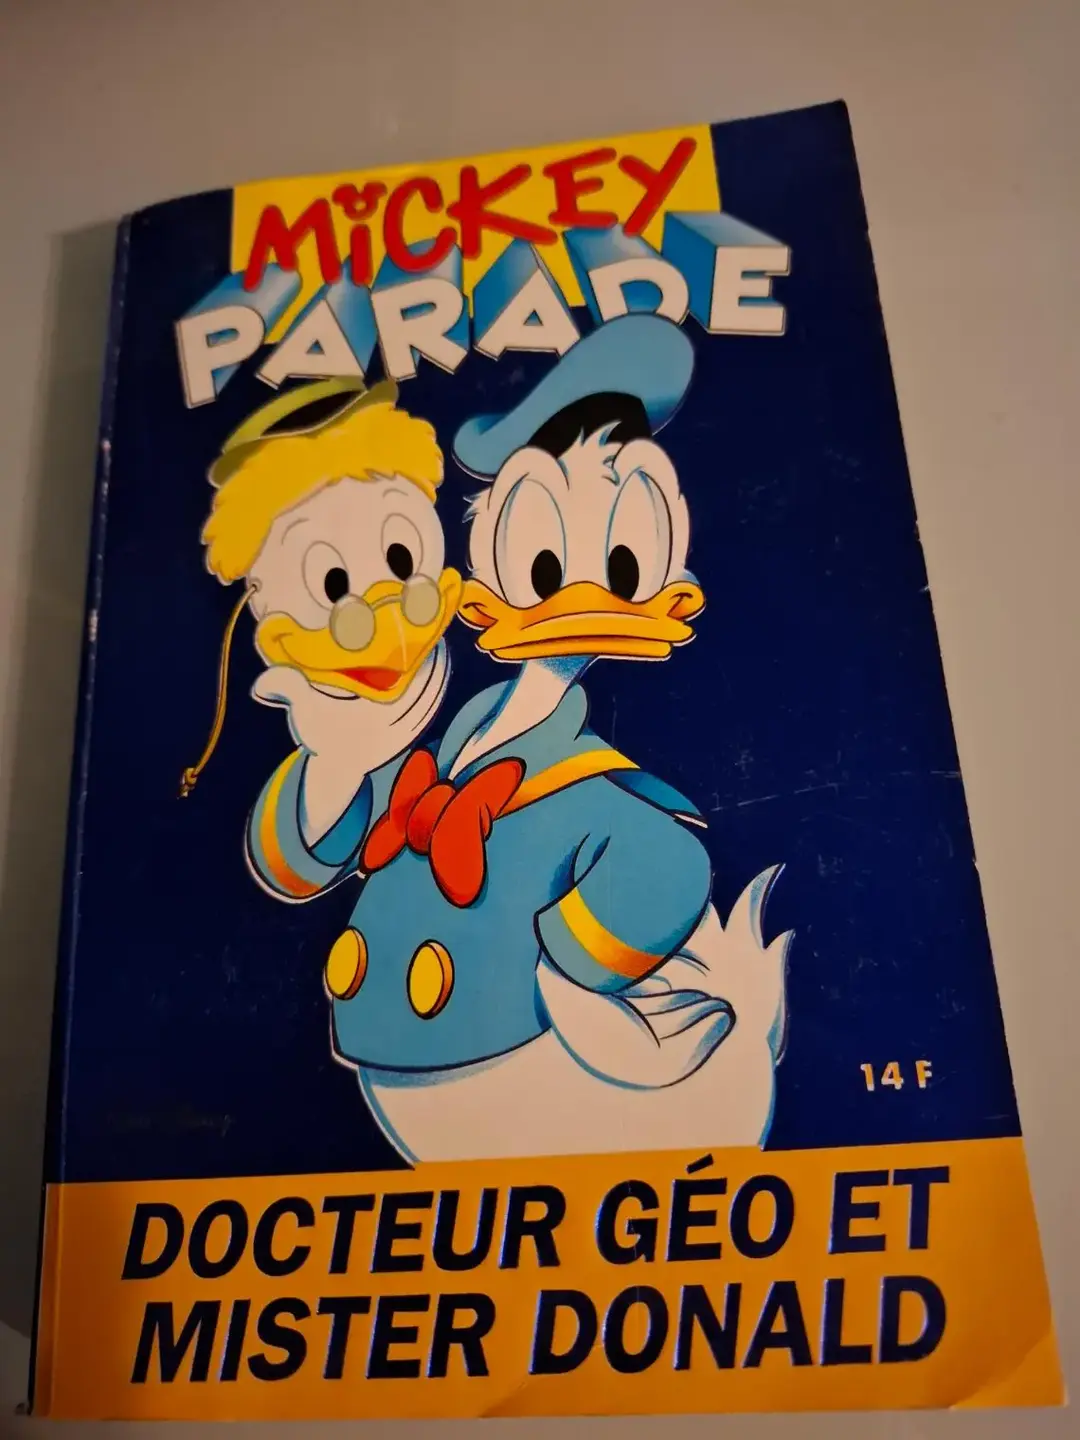 MiCKEY
PARADE
14 F
DOCTEUR GÉO ET
MISTER DONALD